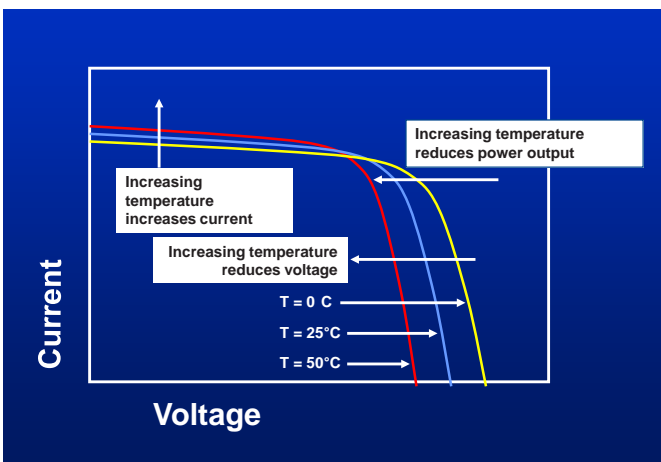 Increasing temperature
reduces power output
Increasing
temperature
increases current
Increasing temperature
reduces voltage
T = 0 C
T = 25°C
T = 50°C
Current
Voltage